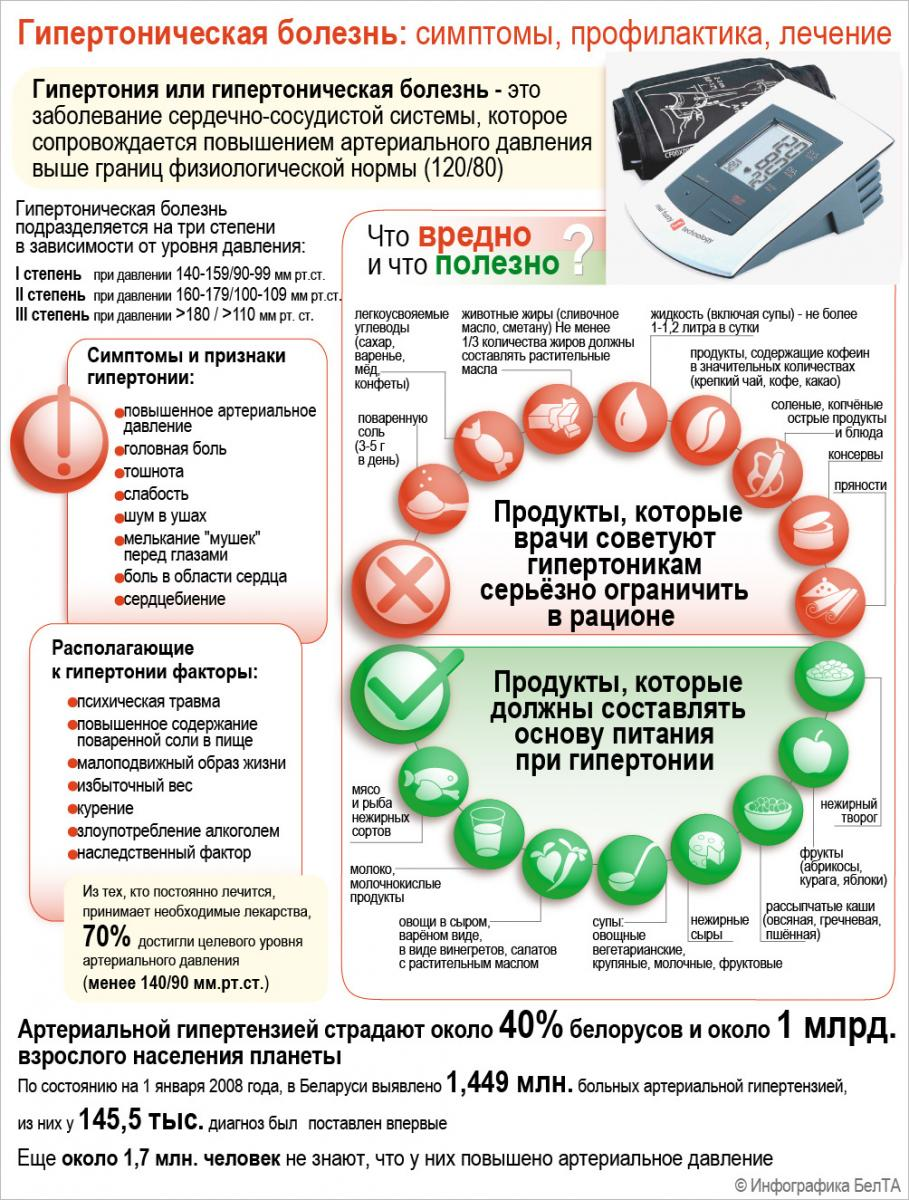 Гипертоническая болезнь: симптомы, профилактика, лечение
Гипертония или гипертоническая болезнь - это
заболевание сердечно-сосудистой системы, которое
сопровождается повышением артериального давления
выше границ физиологической нормы (120/80)
technology
Гипертоническая болезнь
подразделяется на три степени
в зависимости от уровня давления:
I степень при давлении 140-159/90-99 мм рт.ст.
II степень при давлении 160-179/100-109 мм рт.ст.
III степень при давлении >180 / >110 мм рт. ст.
Симптомы и признаки
гипертонии:
повышенное артериальное
давление
головная боль
тошнота
слабость
шум в ушах
мелькание "мушек"
перед глазами
боль в области сердца
сердцебиение
Располагающие
к гипертонии факторы:
психическая травма
повышенное содержание
поваренной соли в пище
малоподвижный образ жизни
избыточный вес
курение
злоупотребление алкоголем
наследственный фактор
Из тех, кто постоянно лечится,
принимает необходимые лекарства,
70% достигли целевого уровня
артериального давления
(менее 140/90 мм.рт.ст.)
Что вредно
и что полезно ?
легкоусвояемые
углеводы
(сахар,
варенье,
мёд,
конфеты)
животные жиры (сливочное
масло, сметану) Не менее
1/3 количества жиров должны
составлять растительные
масла
жидкость (включая супы) - не более
1-1,2 литра в сутки
продукты, содержащие кофеин
в значительных количествах
(крепкий чай, кофе, какао)
поваренную
соль
(3-5 г
в день)
соленые, копчёные
острые продукты
и блюда
консервы
пряности
Продукты, которые
врачи советуют
гипертоникам
серьёзно ограничить
в рационе
Продукты, которые
должны составлять
основу питания
при гипертонии
мясо
и рыба
нежирных
сортов
молоко,
молочнокислые
продукты
овощи в сыром,
варёном виде,
в виде винегретов, салатов
с растительным маслом
супы:
овощные
вегетарианские,
крупяные, молочные, фруктовые
нежирные
сыры
рассыпчатые каши
(овсяная, гречневая,
пшённая)
фрукты
(абрикосы,
курага, яблоки)
нежирный
творог
Артериальной гипертензией страдают около 40% белорусов и около 1 млрд.
взрослого населения планеты
По состоянию на 1 января 2008 года, в Беларуси выявлено 1,449 млн. больных артериальной гипертензией,
из них у 145,5 тыс. диагноз был поставлен впервые
Еще около 1,7 млн. человек не знают, что у них повышено артериальное давление
© Инфографика БелТА